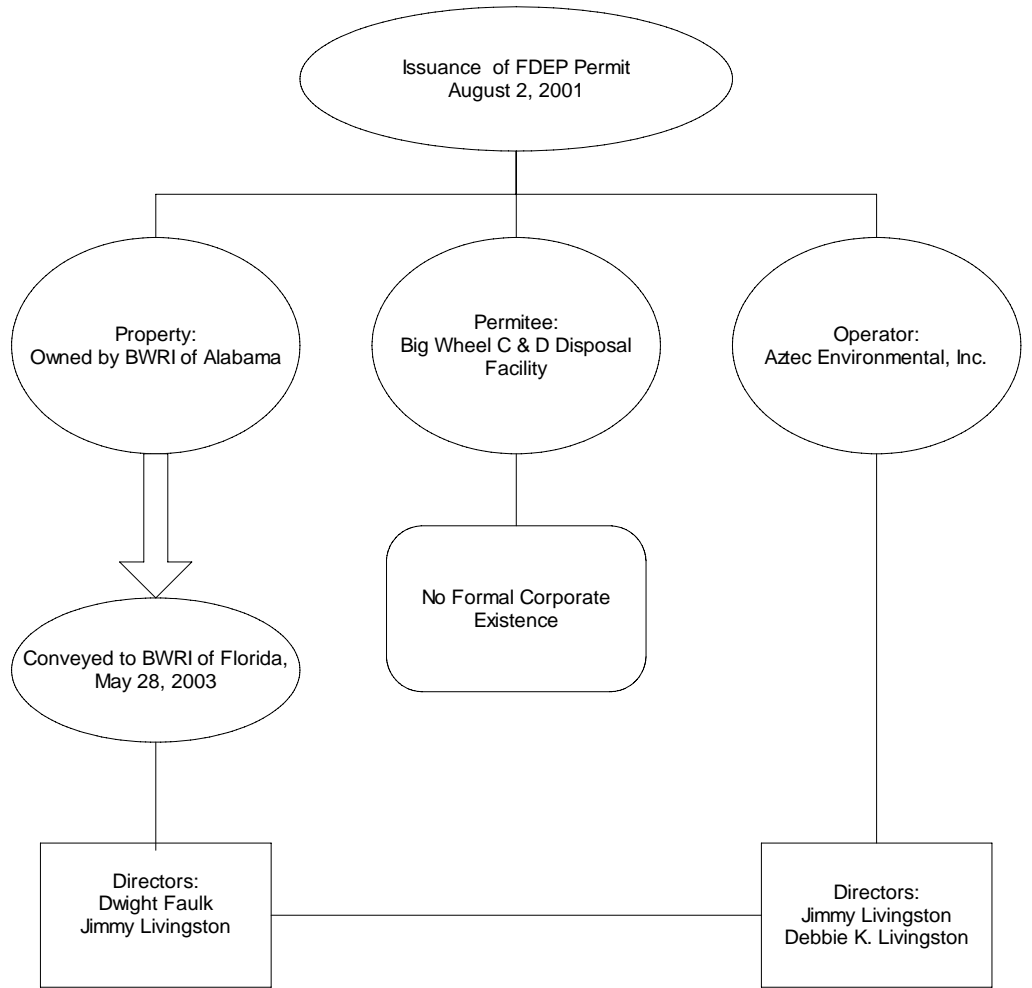 Issuance of FDEP Permit
August 2, 2001
Property:
Owned by BWRI of Alabama
Permitee:
Big Wheel C & D Disposal
Facility
Operator:
Aztec Environmental, Inc.
No Formal Corporate
Existence
Conveyed to BWRI of Florida,
May 28, 2003
Directors:
Dwight Faulk
Jimmy Livingston
Directors:
Jimmy Livingston
Debbie K. Livingston